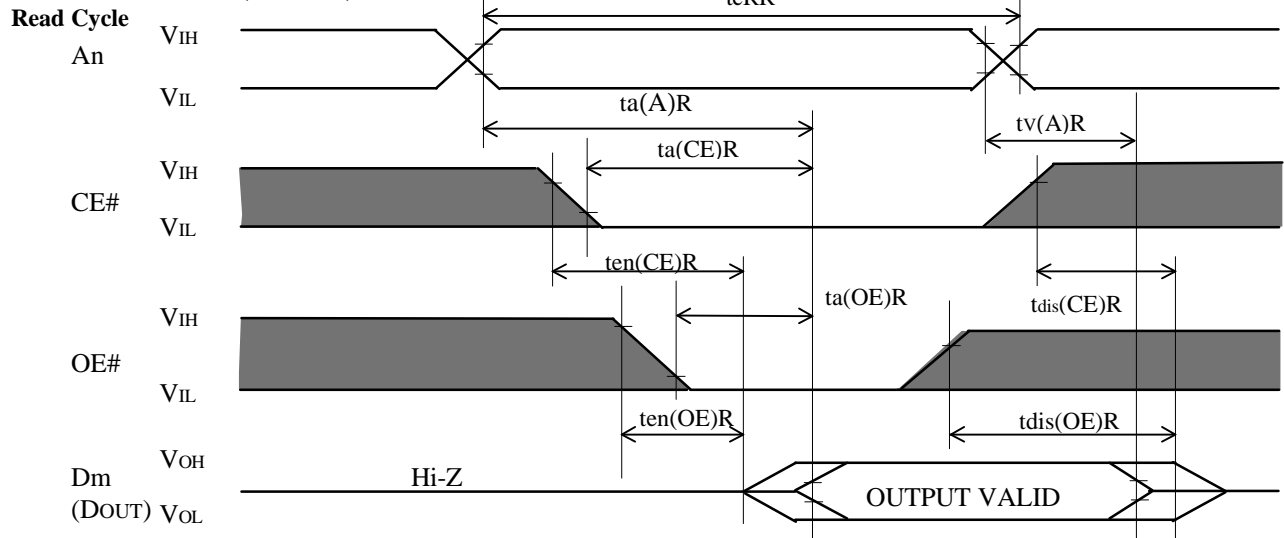 tcRR
Read Cycle
An
VIH
VIL
ta(A)R
tv(A)R
ta(CE)R
CE#
VIH
VIL
ten(CE)R
tdis(CE)R
ta(OE)R
OE#
VIH
VIL
ten(OE)R
tdis(OE)R
Dm
(DOUT)
VOH
VOL
Hi-Z
OUTPUT VALID